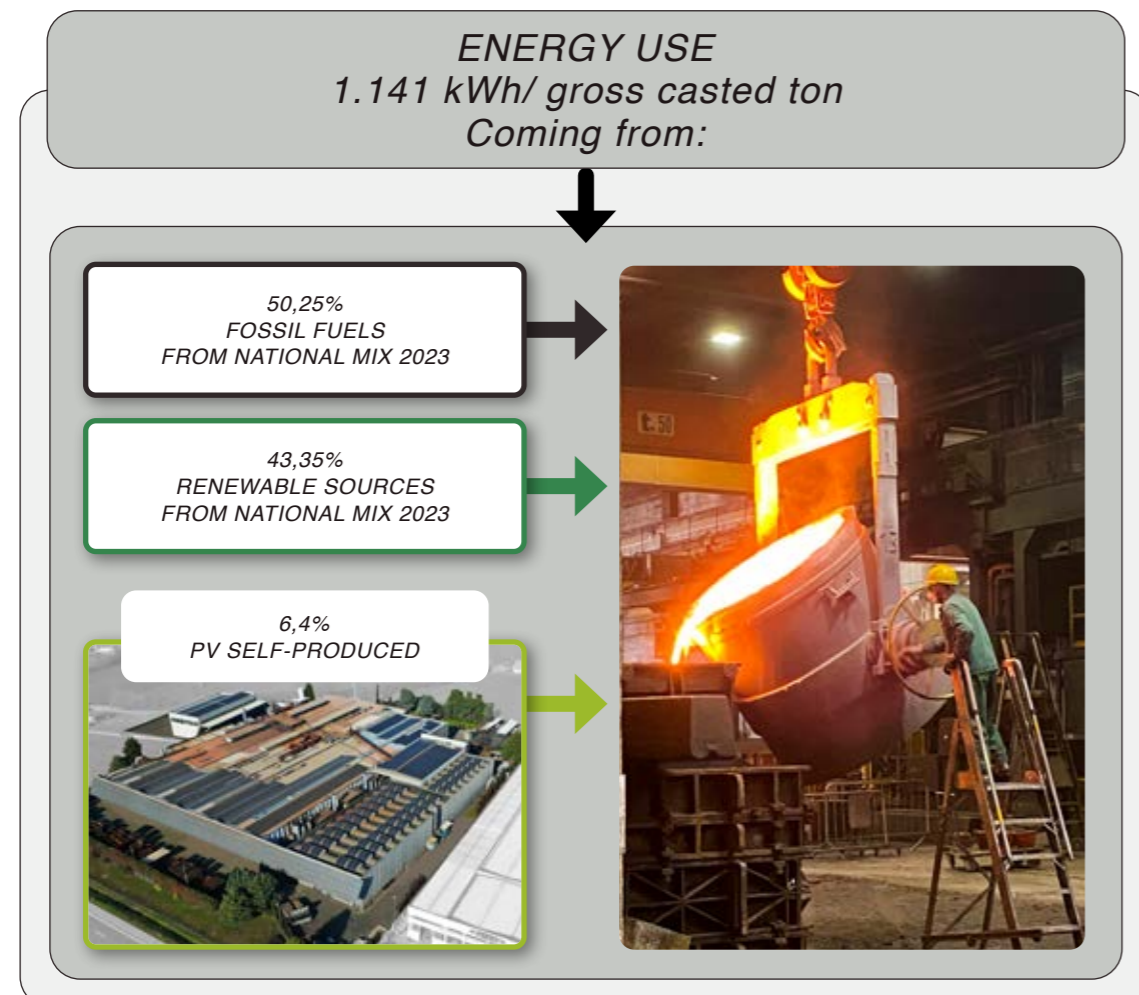 ENERGY USE
1.141 kWh/ gross casted ton
Coming from:
50,25%
FOSSIL FUELS
FROM NATIONAL MIX 2023
43,35%
RENEWABLE SOURCES
FROM NATIONAL MIX 2023
6,4%
PV SELF-PRODUCED
t.50